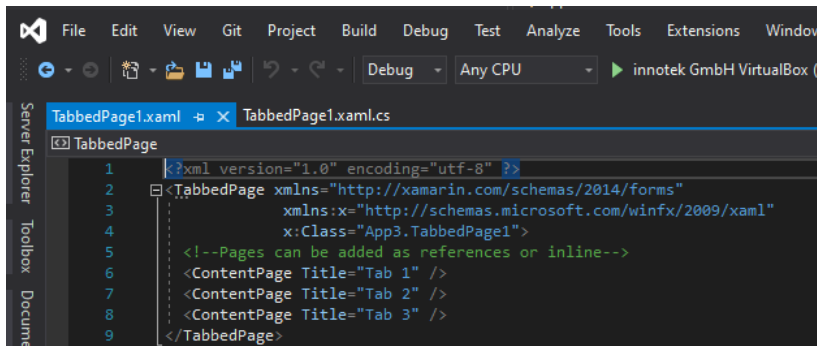 File Edit View Git Project Build Debug Test Analyze Tools Extensions Window
Debug Any CPU innotek GmbH VirtualBox (
TabbedPage1.xaml TabbedPage1.xaml.cs
TabbedPage
Server Explorer
Toolbox
Docume
1 <?xml version="1.0" encoding="utf-8" ?>
2 <TabbedPage xmlns="http://xamarin.com/schemas/2014/forms"
3 xmlns:x="http://schemas.microsoft.com/winfx/2009/xaml"
4 x:Class="App3.TabbedPage1">
5 <!--Pages can be added as references or inline-->
6 <ContentPage Title="Tab 1" />
7 <ContentPage Title="Tab 2" />
8 <ContentPage Title="Tab 3" />
9 </TabbedPage>